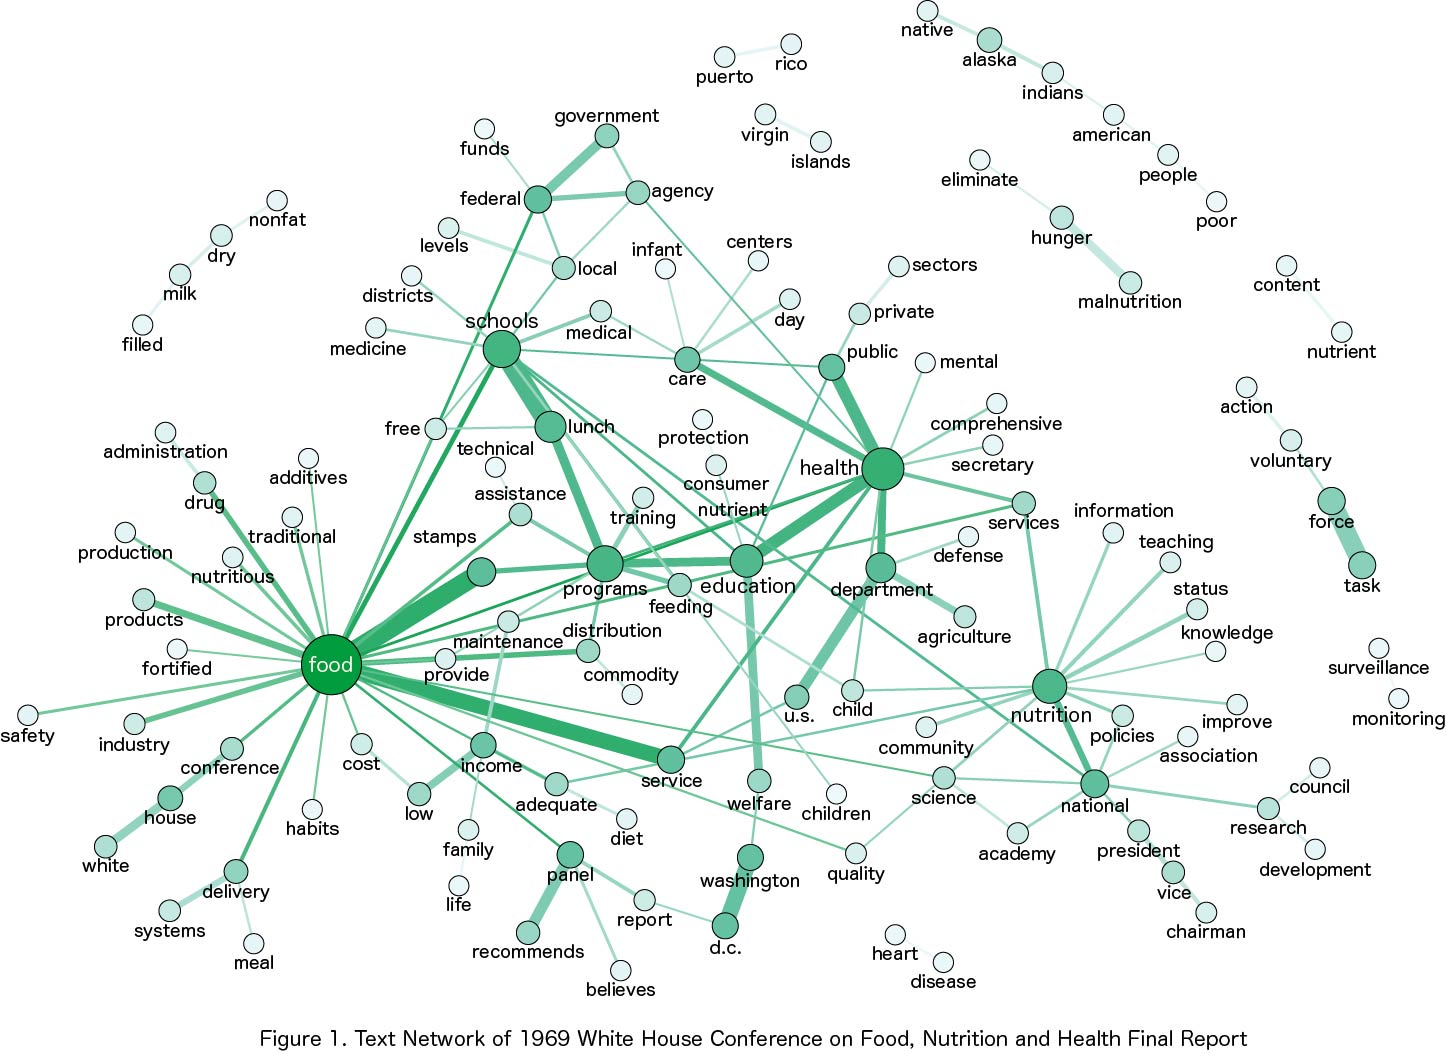 native
alaska
puerto
rico
indians
government
virgin
islands
american
funds
people
eliminate
federal
agency
poor
nonfat
levels
dry
infant
centers
hunger
local
sectors
milk
districts
content
malnutrition
schools
medical
day
private
filled
medicine
public
nutrient
care
mental
action
free
lunch
protection
comprehensive
administration
technical
health
secretary
voluntary
additives
consumer
drug
assistance
nutrient
training
services
information
force
production
traditional
stamps
defense
teaching
nutritious
task
products
programs
education
department
status
feeding
agriculture
knowledge
fortified
food
maintenance
distribution
surveillance
provide
commodity
safety
industry
u.s.
child
nutrition
improve
monitoring
conference
cost
income
community
policies
association
house
low
adequate
service
welfare
children
science
national
council
habits
diet
research
white
family
panel
academy
president
development
delivery
washington
quality
vice
life
report
systems
chairman
meal
recommends
d.c.
heart
believes
disease
Figure 1. Text Network of 1969 White House Conference on Food, Nutrition and Health Final Report